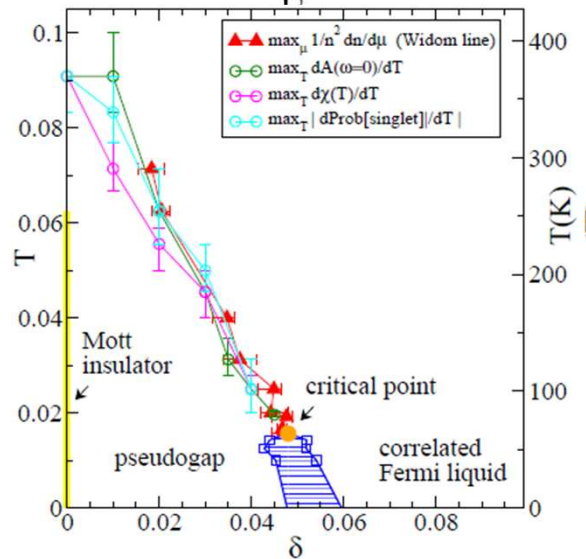 max_μ 1/n² dn/dμ (Widom line)
max_T dA(ω=0)/dT
max_T dχ(T)/dT
max_T | dProb[singlet]|/dT |
0.1
0.08
0.06
0.04
0.02
0
T
400
300
200
100
0
T(K)
Mott
insulator
critical point
pseudogap
correlated
Fermi liquid
0 0.02 0.04 0.06 0.08
δ